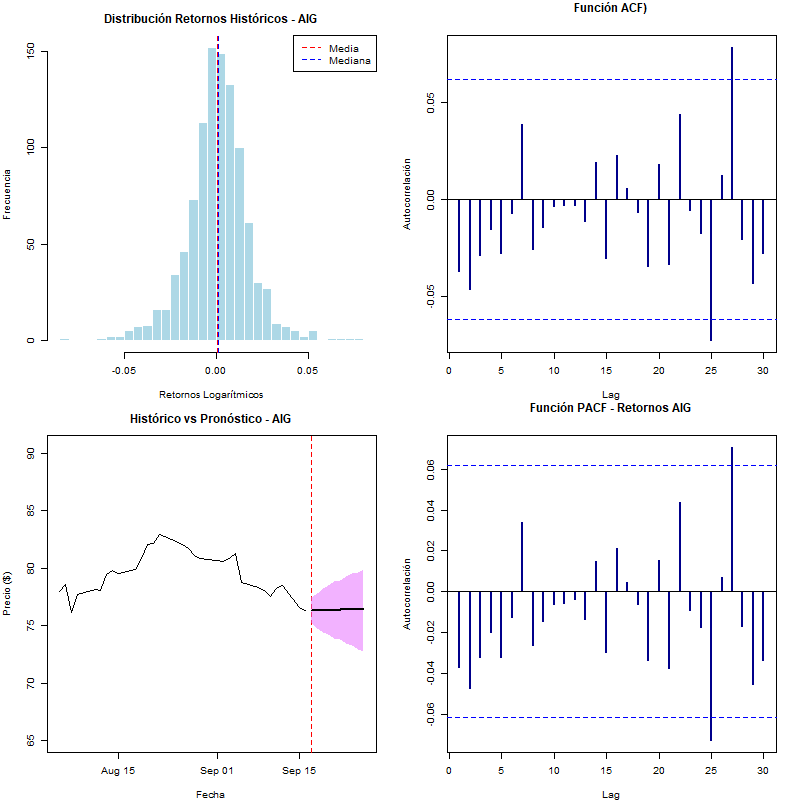 Distribución Retornos Históricos - AIG
Frecuencia
0
50
100
150
-0.05
0.00
0.05
Retornos Logarítmicos
Media
Mediana
Función ACF)
Autocorrelación
-0.05
0.00
0.05
0
5
10
15
20
25
30
Lag
Histórico vs Pronóstico - AIG
Precio ($)
65
70
75
80
85
90
Aug 15
Sep 01
Sep 15
Fecha
Función PACF - Retornos AIG
Autocorrelación
-0.06
-0.04
-0.02
0.00
0.02
0.04
0.06
0
5
10
15
20
25
30
Lag